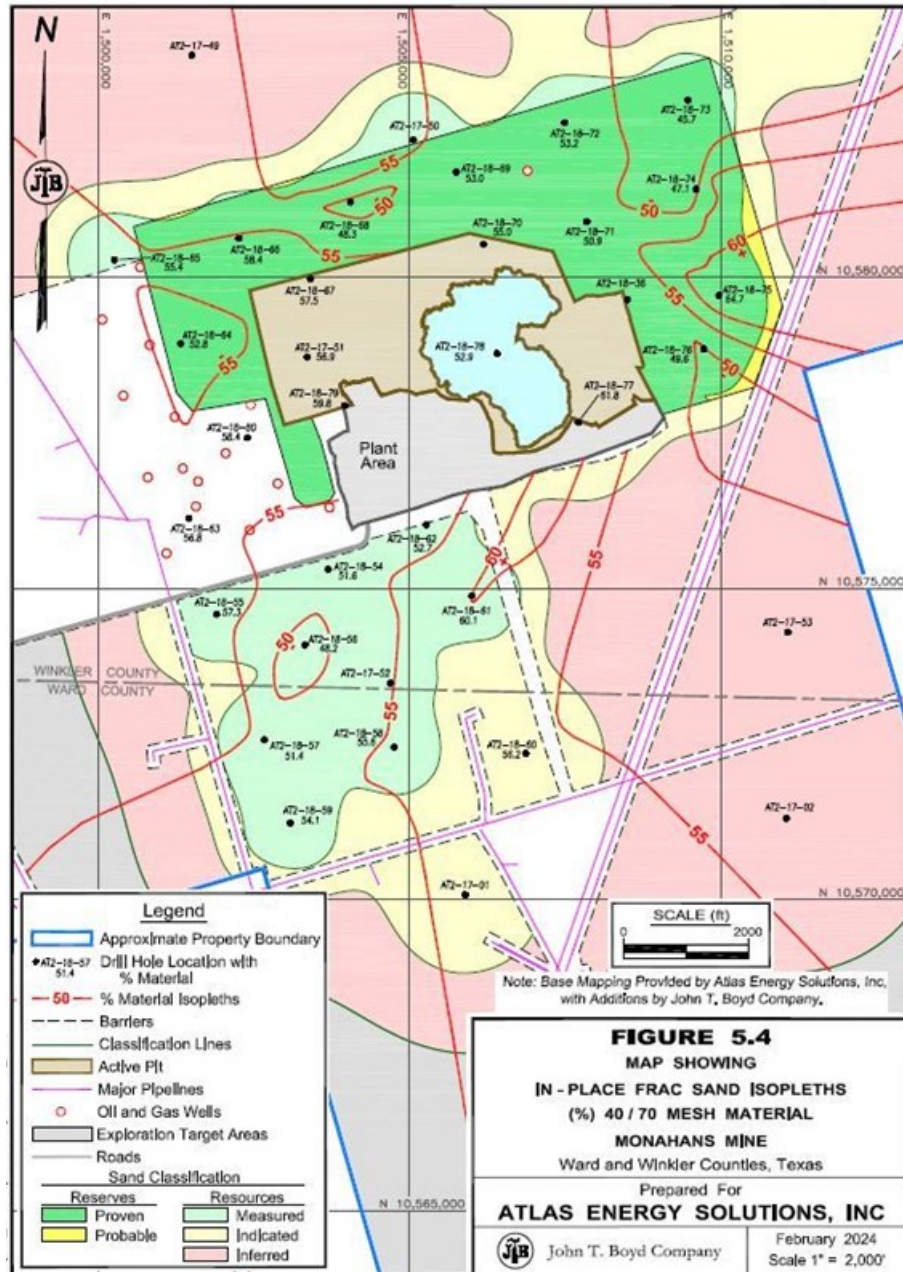 N
JTB
E 1,500,000
E 1,505,000
E 1,510,000
AT2-17-49
AT2-17-50
AT2-18-72
53.2
AT2-18-73
45.7
55
AT2-18-69
53.0
AT2-18-74
47.1
50
AT2-18-68
48.3
50
60
+
AT2-18-66
58.4
55
AT2-18-70
55.0
AT2-18-71
50.9
AT2-18-65
55.4
N 10,580,000
AT2-18-67
57.5
AT2-18-36
55
AT2-18-75
64.7
AT2-18-64
52.8
55
AT2-17-51
56.9
AT2-18-78
52.9
AT2-18-76
49.6
50
AT2-18-79
59.8
AT2-18-77
61.8
AT2-18-80
56.4
Plant
Area
AT2-18-63
56.8
55
AT2-18-62
52.7
60
+
55
AT2-18-54
51.6
N 10,575,000
AT2-18-55
57.3
AT2-18-61
60.1
50
AT2-18-56
48.2
AT2-17-53
WINKLER COUNTY
WARD COUNTY
AT2-17-52
55
AT2-18-57
51.4
AT2-18-58
55.6
AT2-18-60
56.2
AT2-18-59
54.1
AT2-17-02
55
AT2-17-01
N 10,570,000
SCALE (ft)
0 2000
Note: Base Mapping Provided by Atlas Energy Solutions, Inc,
with Additions by John T. Boyd Company.
N 10,565,000
Legend
Approximate Property Boundary
AT2-18-57
51.4
Drill Hole Location with
% Material
50 % Material Isopleths
Barriers
Classification Lines
Active Pit
Major Pipelines
Oil and Gas Wells
Exploration Target Areas
Roads
Sand Classification
Reserves Resources
Proven Measured
Probable Indicated
Inferred
FIGURE 5.4
MAP SHOWING
IN-PLACE FRAC SAND ISOPLETHS
(%) 40 / 70 MESH MATERIAL
MONAHANS MINE
Ward and Winkler Counties, Texas
Prepared For
ATLAS ENERGY SOLUTIONS, INC
JTB John T. Boyd Company
February 2024
Scale 1" = 2,000'